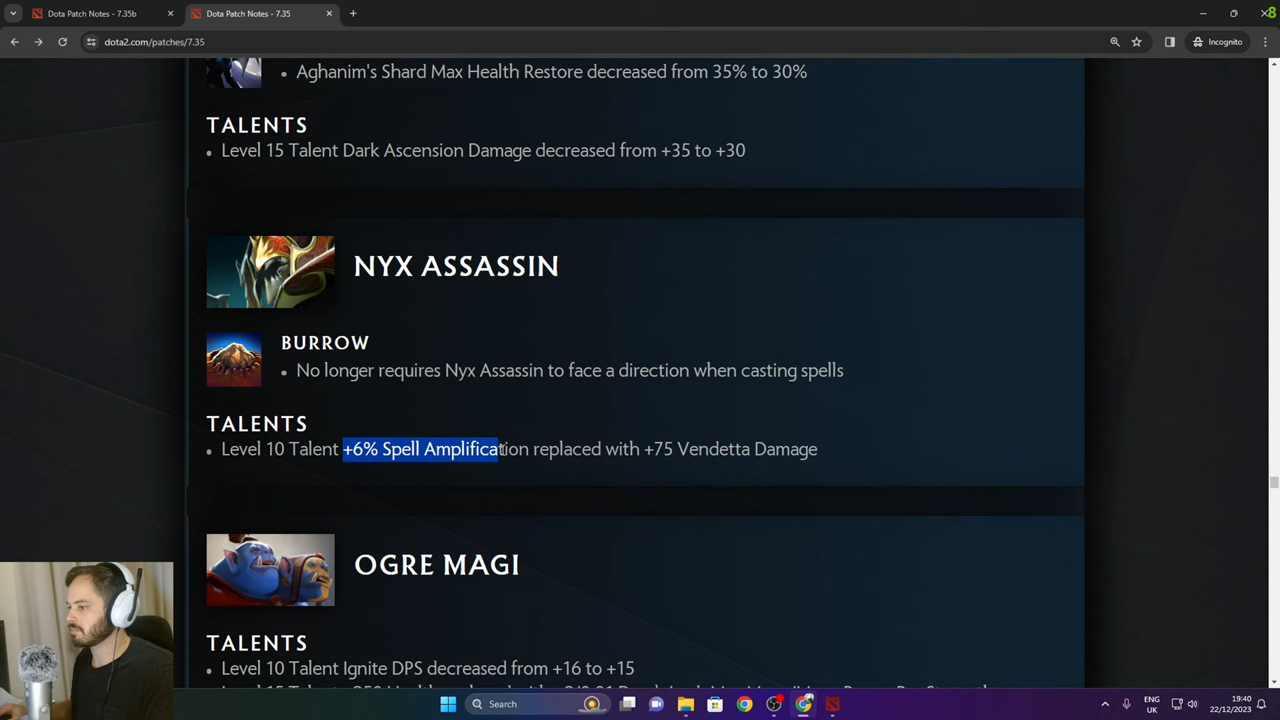 Dota Patch Notes - 7.35b
Dota Patch Notes - 7.35
8
dota2.com/patches/7.35
Incognito
Aghanim's Shard Max Health Restore decreased from 35% to 30%
TALENTS
Level 15 Talent Dark Ascension Damage decreased from +35 to +30
NYX ASSASSIN
BURROW
No longer requires Nyx Assassin to face a direction when casting spells
TALENTS
Level 10 Talent +6% Spell Amplification replaced with +75 Vendetta Damage
OGRE MAGI
TALENTS
Level 10 Talent Ignite DPS decreased from +16 to +15
Search
ENG
UK
19:40
22/12/2023